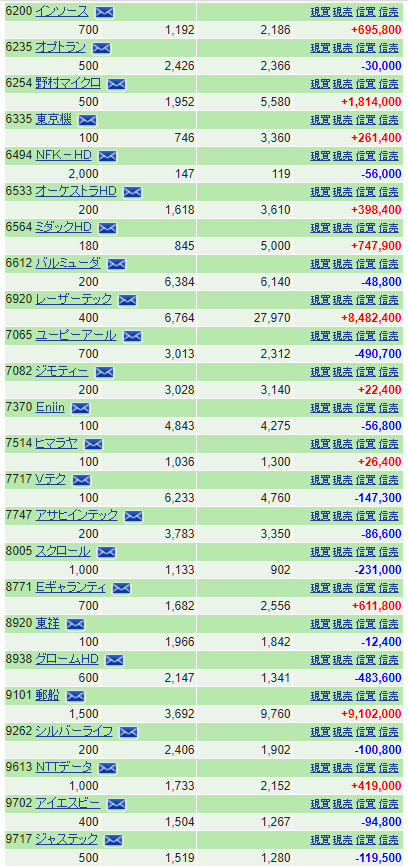 6200 インソース 現買 現売 信買 信売
700 1,192 2,186 +695,800
6235 オプトラン 現買 現売 信買 信売
500 2,426 2,366 -30,000
6254 野村マイクロ 現買 現売 信買 信売
500 1,952 5,580 +1,814,000
6335 東京機 現買 現売 信買 信売
100 746 3,360 +261,400
6494 NFK－HD 現買 現売 信買 信売
2,000 147 119 -56,000
6533 オーケストラHD 現買 現売 信買 信売
200 1,618 3,610 +398,400
6564 ミダックHD 現買 現売 信買 信売
180 845 5,000 +747,900
6612 バルミューダ 現買 現売 信買 信売
200 6,384 6,140 -48,800
6920 レーザーテック 現買 現売 信買 信売
400 6,764 27,970 +8,482,400
7065 ユーピーアール 現買 現売 信買 信売
700 3,013 2,312 -490,700
7082 ジモティー 現買 現売 信買 信売
200 3,028 3,140 +22,400
7370 Enjin 現買 現売 信買 信売
100 4,843 4,275 -56,800
7514 ヒマラヤ 現買 現売 信買 信売
100 1,036 1,300 +26,400
7717 Vテク 現買 現売 信買 信売
100 6,233 4,760 -147,300
7747 アサヒインテック 現買 現売 信買 信売
200 3,783 3,350 -86,600
8005 スクロール 現買 現売 信買 信売
1,000 1,133 902 -231,000
8771 Eギャランティ 現買 現売 信買 信売
700 1,682 2,556 +611,800
8920 東祥 現買 現売 信買 信売
100 1,966 1,842 -12,400
8938 グロームHD 現買 現売 信買 信売
600 2,147 1,341 -483,600
9101 郵船 現買 現売 信買 信売
1,500 3,692 9,760 +9,102,000
9262 シルバーライフ 現買 現売 信買 信売
200 2,406 1,902 -100,800
9613 NTTデータ 現買 現売 信買 信売
1,000 1,733 2,152 +419,000
9702 アイエスビー 現買 現売 信買 信売
400 1,504 1,267 -94,800
9717 ジャステック 現買 現売 信買 信売
500 1,519 1,280 -119,500